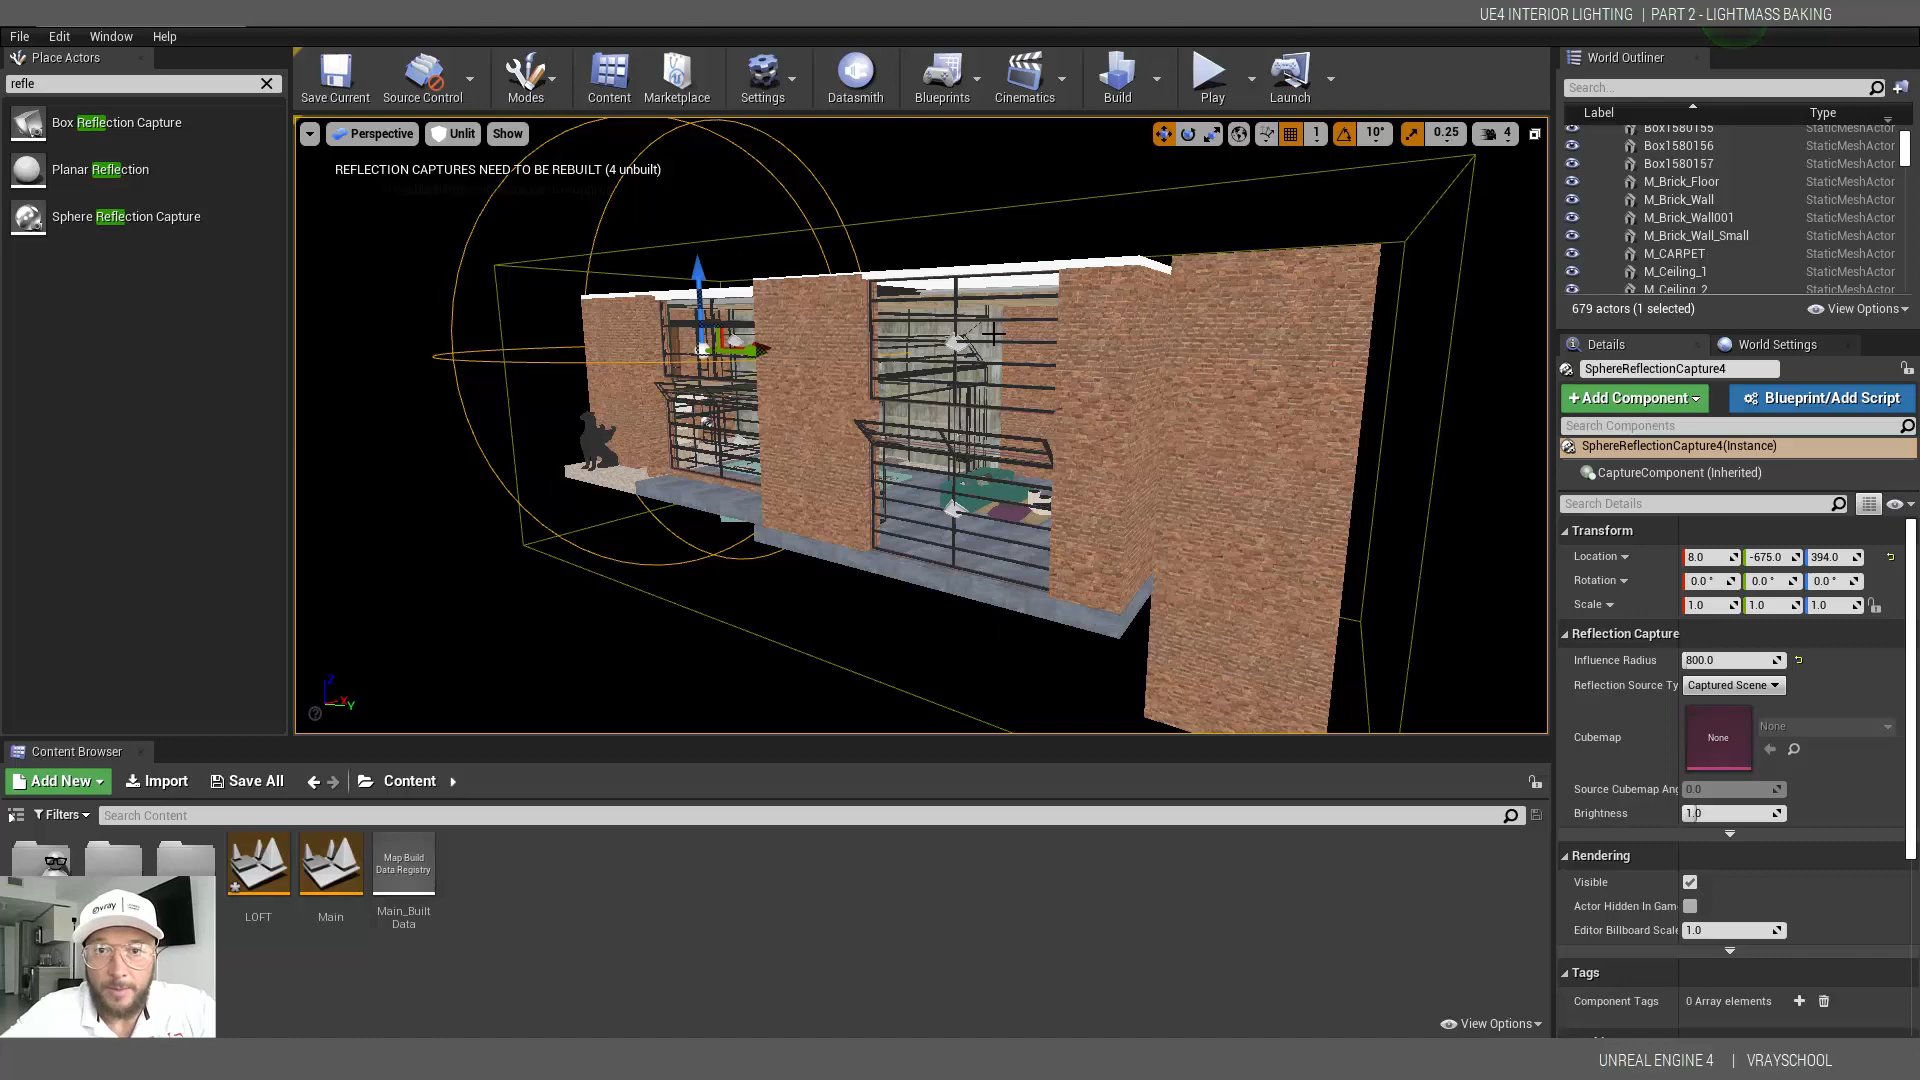 UE4 INTERIOR LIGHTING | PART 2 - LIGHTMASS BAKING
File Edit Window Help
Place Actors
refle
Box Reflection Capture
Planar Reflection
Sphere Reflection Capture
Save Current
Source Control
Modes
Content
Marketplace
Settings
Datasmith
Blueprints
Cinematics
Build
Play
Launch
Perspective
Unlit
Show
1
10°
0.25
4
REFLECTION CAPTURES NEED TO BE REBUILT (4 unbuilt)
Z
X
Y
World Outliner
Search...
Label Type
Box1580155 StaticMeshActor
Box1580156 StaticMeshActor
Box1580157 StaticMeshActor
M_Brick_Floor StaticMeshActor
M_Brick_Wall StaticMeshActor
M_Brick_Wall001 StaticMeshActor
M_Brick_Wall_Small StaticMeshActor
M_CARPET StaticMeshActor
M_Ceiling_1 StaticMeshActor
M_Ceiling_2 StaticMeshActor
679 actors (1 selected)
View Options
Details
World Settings
SphereReflectionCapture4
+Add Component
Blueprint/Add Script
Search Components
SphereReflectionCapture4(Instance)
CaptureComponent (Inherited)
Search Details
Transform
Location 8.0 -675.0 394.0
Rotation 0.0 ° 0.0 ° 0.0 °
Scale 1.0 1.0 1.0
Reflection Capture
Influence Radius 800.0
Reflection Source Ty Captured Scene
Cubemap
None
None
Source Cubemap Ang 0.0
Brightness 1.0
Rendering
Visible
Actor Hidden In Gam
Editor Billboard Scale 1.0
Tags
Component Tags 0 Array elements
Content Browser
Add New
Import
Save All
Content
Filters
Search Content
LOFT
Main
Map Build
Data Registry
Main_Built
Data
View Options
vray
UNREAL ENGINE 4 | VRAYSCHOOL